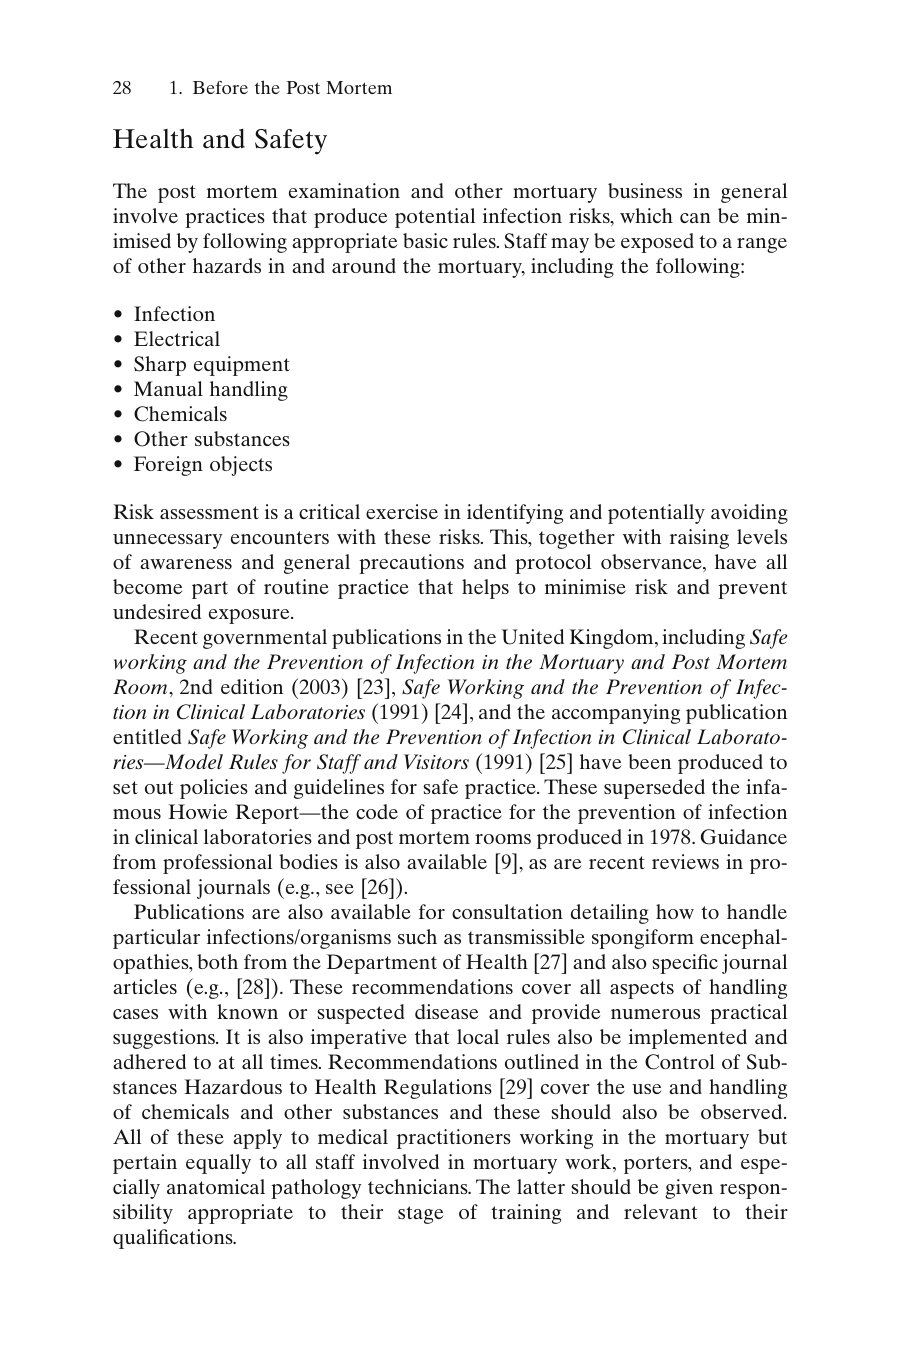 28 1. Before the Post Mortem
Health and Safety
The post mortem examination and other mortuary business in general
involve practices that produce potential infection risks, which can be min-
imised by following appropriate basic rules. Staff may be exposed to a range
of other hazards in and around the mortuary, including the following:
• Infection
• Electrical
• Sharp equipment
• Manual handling
• Chemicals
• Other substances
• Foreign objects
Risk assessment is a critical exercise in identifying and potentially avoiding
unnecessary encounters with these risks. This, together with raising levels
of awareness and general precautions and protocol observance, have all
become part of routine practice that helps to minimise risk and prevent
undesired exposure.
Recent governmental publications in the United Kingdom, including Safe
working and the Prevention of Infection in the Mortuary and Post Mortem
Room, 2nd edition (2003) [23], Safe Working and the Prevention of Infec-
tion in Clinical Laboratories (1991) [24], and the accompanying publication
entitled Safe Working and the Prevention of Infection in Clinical Laborato-
ries—Model Rules for Staff and Visitors (1991) [25] have been produced to
set out policies and guidelines for safe practice. These superseded the infa-
mous Howie Report—the code of practice for the prevention of infection
in clinical laboratories and post mortem rooms produced in 1978. Guidance
from professional bodies is also available [9], as are recent reviews in pro-
fessional journals (e.g., see [26]).
Publications are also available for consultation detailing how to handle
particular infections/organisms such as transmissible spongiform encephal-
opathies, both from the Department of Health [27] and also specific journal
articles (e.g., [28]). These recommendations cover all aspects of handling
cases with known or suspected disease and provide numerous practical
suggestions. It is also imperative that local rules also be implemented and
adhered to at all times. Recommendations outlined in the Control of Sub-
stances Hazardous to Health Regulations [29] cover the use and handling
of chemicals and other substances and these should also be observed.
All of these apply to medical practitioners working in the mortuary but
pertain equally to all staff involved in mortuary work, porters, and espe-
cially anatomical pathology technicians. The latter should be given respon-
sibility appropriate to their stage of training and relevant to their
qualifications.